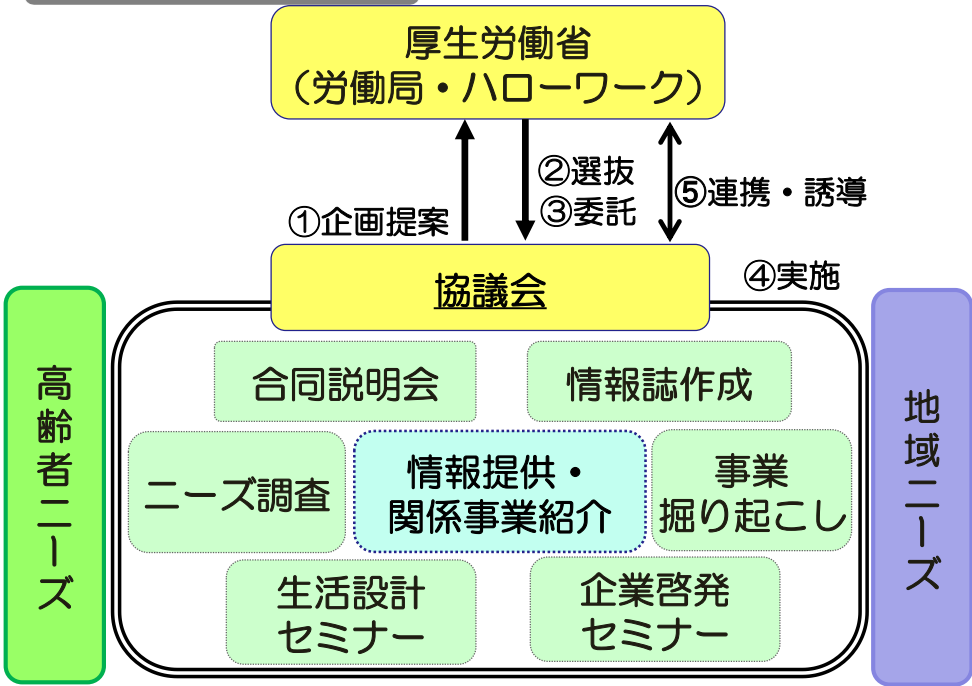 厚生労働省
（労働局・ハローワーク）
①企画提案
②選抜
③委託
⑤連携・誘導
協議会
④実施
高齢者ニーズ
合同説明会
情報誌作成
ニーズ調査
情報提供・
関係事業紹介
事業
掘り起こし
生活設計
セミナー
企業啓発
セミナー
地域ニーズ